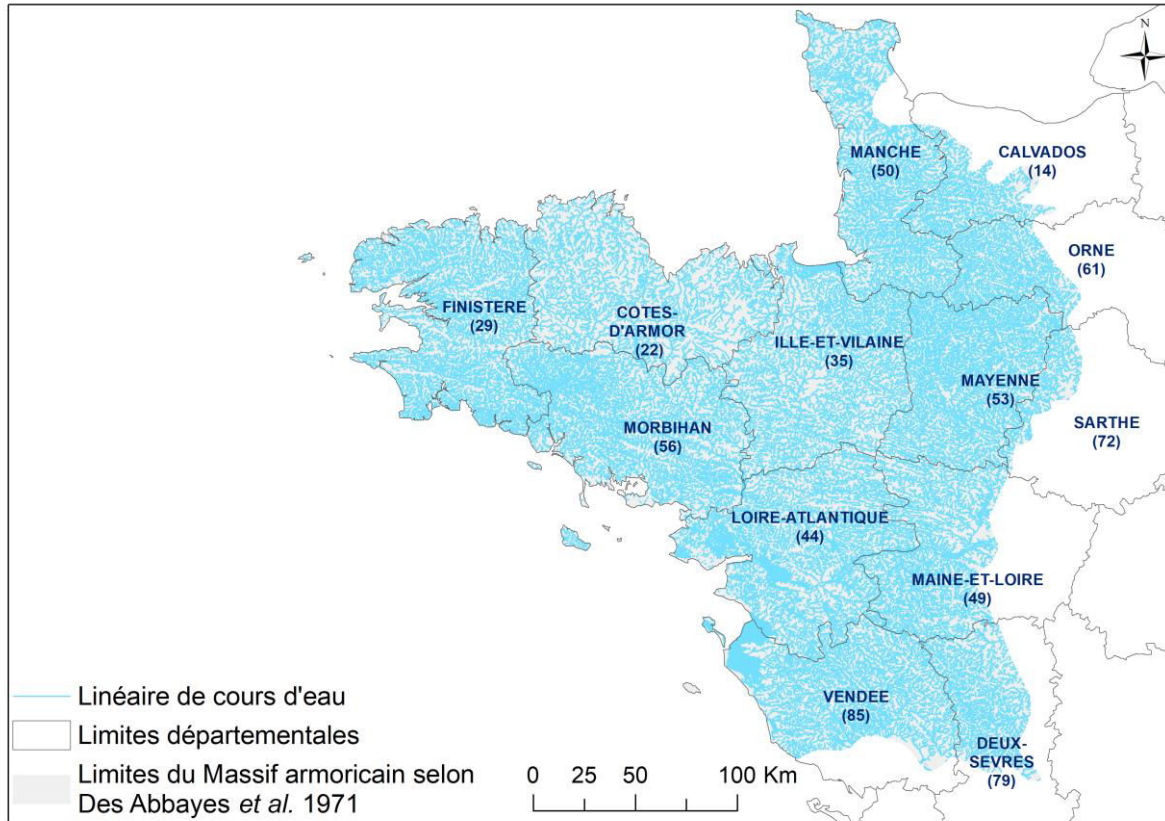 N
MANCHE
(50)
CALVADOS
(14)
ORNE
(61)
FINISTERE
(29)
COTES-
D'ARMOR
(22)
ILLE-ET-VILAINE
(35)
MAYENNE
(53)
SARTHE
(72)
MORBIHAN
(56)
LOIRE-ATLANTIQUE
(44)
MAINE-ET-LOIRE
(49)
VENDEE
(85)
DEUX-
SEVRES
(79)
Linéaire de cours d'eau
Limites départementales
Limites du Massif armoricain selon
Des Abbayes et al. 1971
0 25 50 100 Km